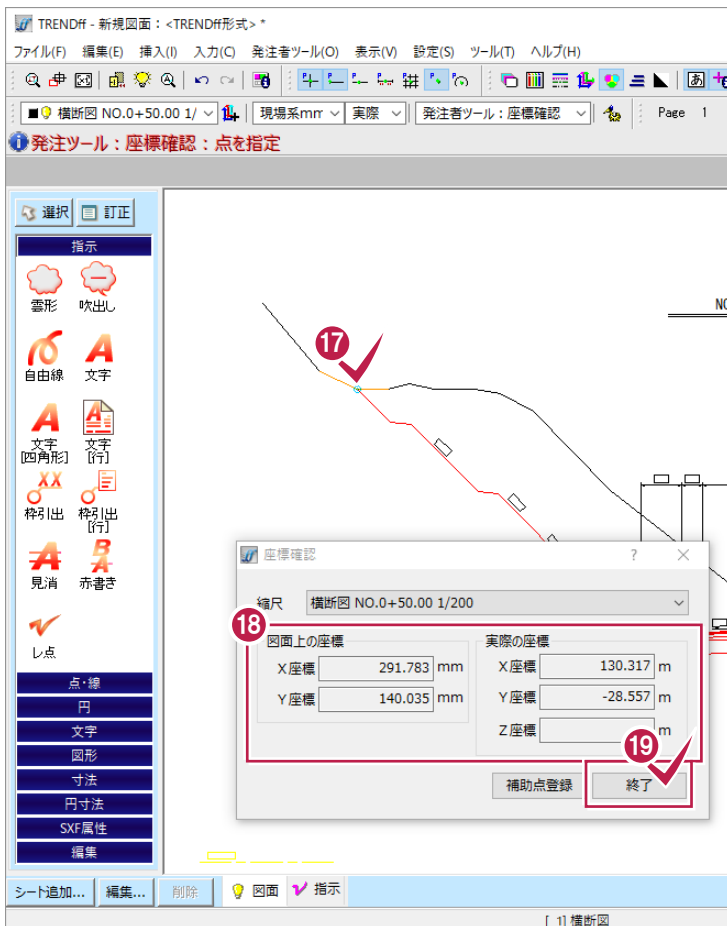 TRENDff - 新規図面：<TRENDff形式> *
ファイル(F) 編集(E) 挿入(I) 入力(C) 発注者ツール(O) 表示(V) 設定(S) ツール(T) ヘルプ(H)
あ
横断図 NO.0+50.00 1/ 現場系mm 実際 発注者ツール：座標確認 Page 1
発注ツール：座標確認：点を指定
選択 訂正
指示
雲形 吹出し
自由線 文字
文字[四角形] 文字[行]
枠引出 枠引出[行]
見消 赤書き
レ点
点・線
円
文字
図形
寸法
円寸法
SXF属性
編集
17
座標確認 ?
縮尺 横断図 NO.0+50.00 1/200
18
図面上の座標 実際の座標
X座標 291.783 mm X座標 130.317 m
Y座標 140.035 mm Y座標 -28.557 m
Z座標 m
19
補助点登録 終了
シート追加... 編集... 削除 図面 指示
[ 1] 横断図